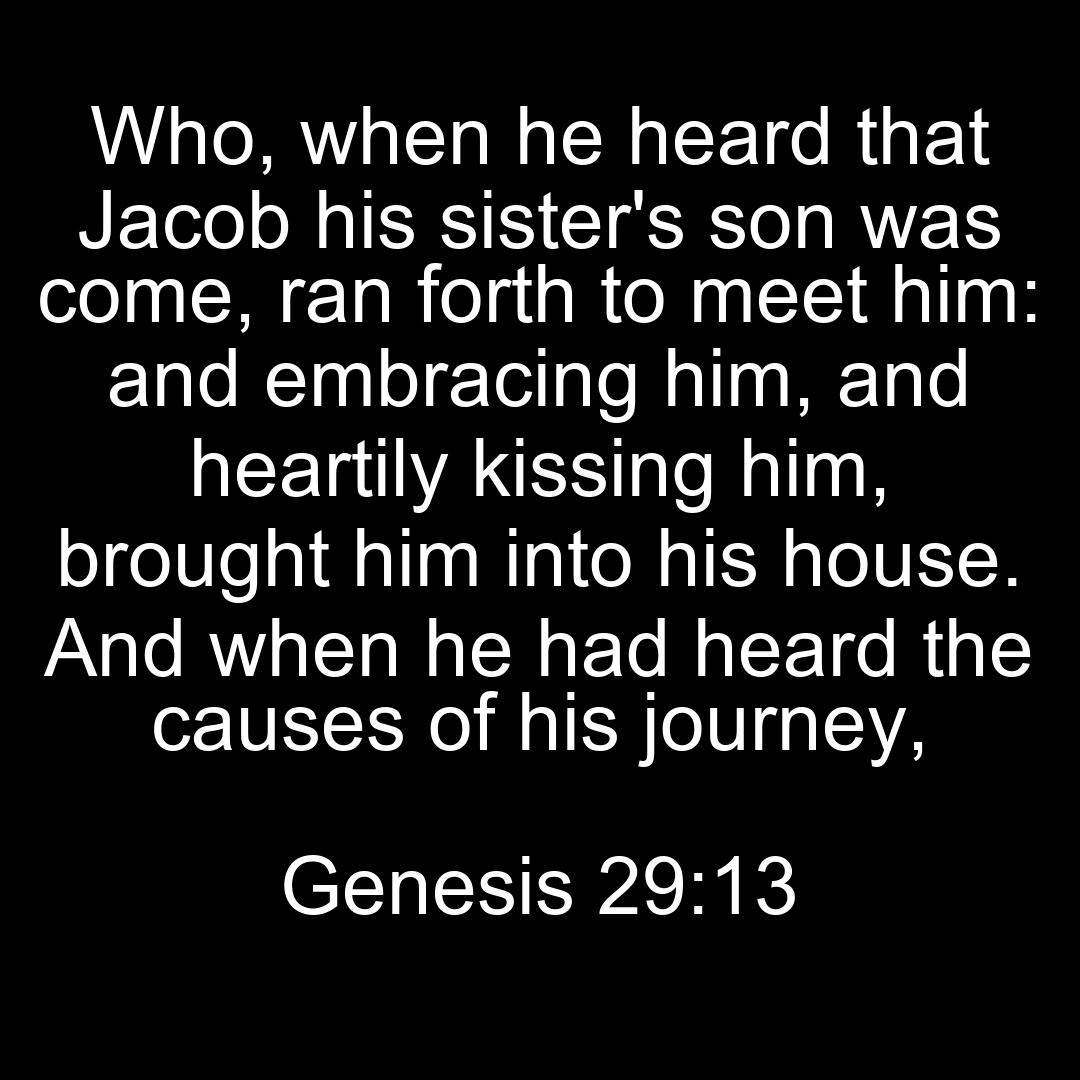 Who, when he heard that
Jacob his sister's son was
come, ran forth to meet him:
and embracing him, and
heartily kissing him,
brought him into his house.
And when he had heard the
causes of his journey,
Genesis 29:13